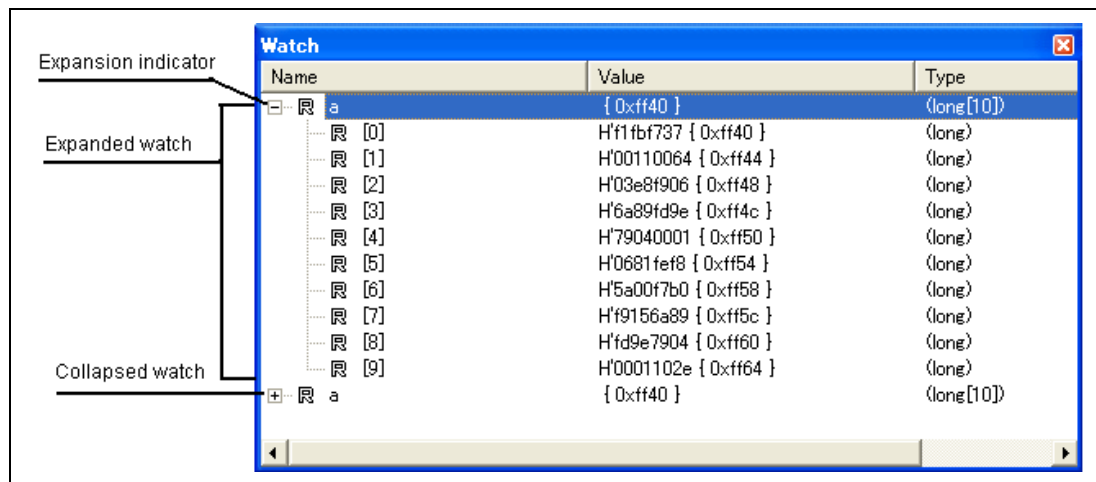 Expansion indicator
Expanded watch
Collapsed watch
Watch
Name Value Type
R a { 0xff40 } (long[10])
R [0] H'f1fbf737 { 0xff40 } (long)
R [1] H'00110064 { 0xff44 } (long)
R [2] H'03e8f906 { 0xff48 } (long)
R [3] H'6a89fd9e { 0xff4c } (long)
R [4] H'79040001 { 0xff50 } (long)
R [5] H'0681fef8 { 0xff54 } (long)
R [6] H'5a00f7b0 { 0xff58 } (long)
R [7] H'f9156a89 { 0xff5c } (long)
R [8] H'fd9e7904 { 0xff60 } (long)
R [9] H'0001102e { 0xff64 } (long)
R a { 0xff40 } (long[10])